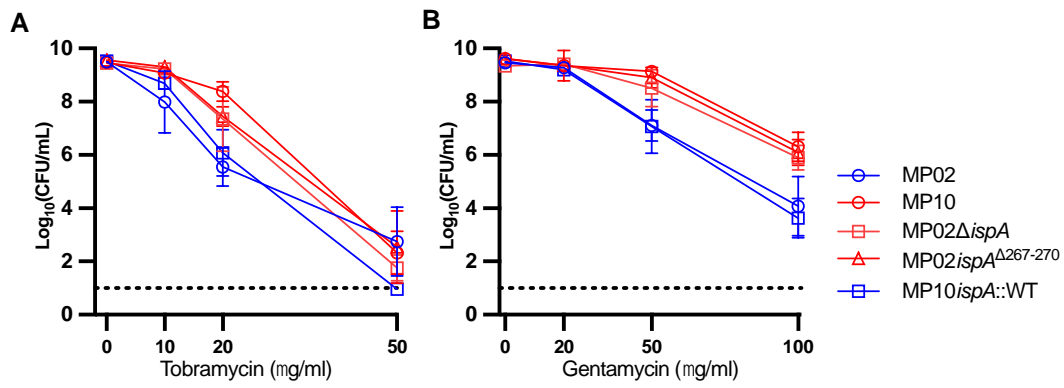 A
B
Log10(CFU/mL)
10
8
6
4
2
0
0 10 20 50
Tobramycin (mg/ml)
Log10(CFU/mL)
10
8
6
4
2
0
0 20 50 100
Gentamycin (mg/ml)
MP02
MP10
MP02ΔispA
MP02ispAΔ267-270
MP10ispA::WT